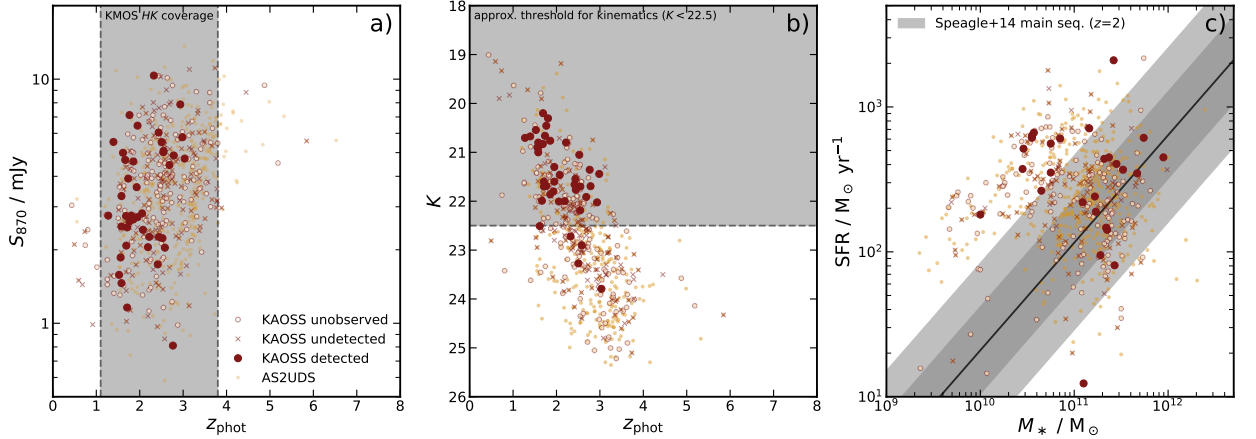 KMOS HK coverage
a)
10
1
S870 / mJy
KAOSS unobserved
KAOSS undetected
KAOSS detected
AS2UDS
0 1 2 3 4 5 6 7 8
zphot
approx. threshold for kinematics (K < 22.5)
b)
18
19
20
21
22
23
24
25
26
K
0 1 2 3 4 5 6 7 8
zphot
Speagle+14 main seq. (z=2)
c)
10³
10²
10¹
SFR / M⊙ yr⁻¹
10⁹ 10¹⁰ 10¹¹ 10¹²
M∗ / M⊙